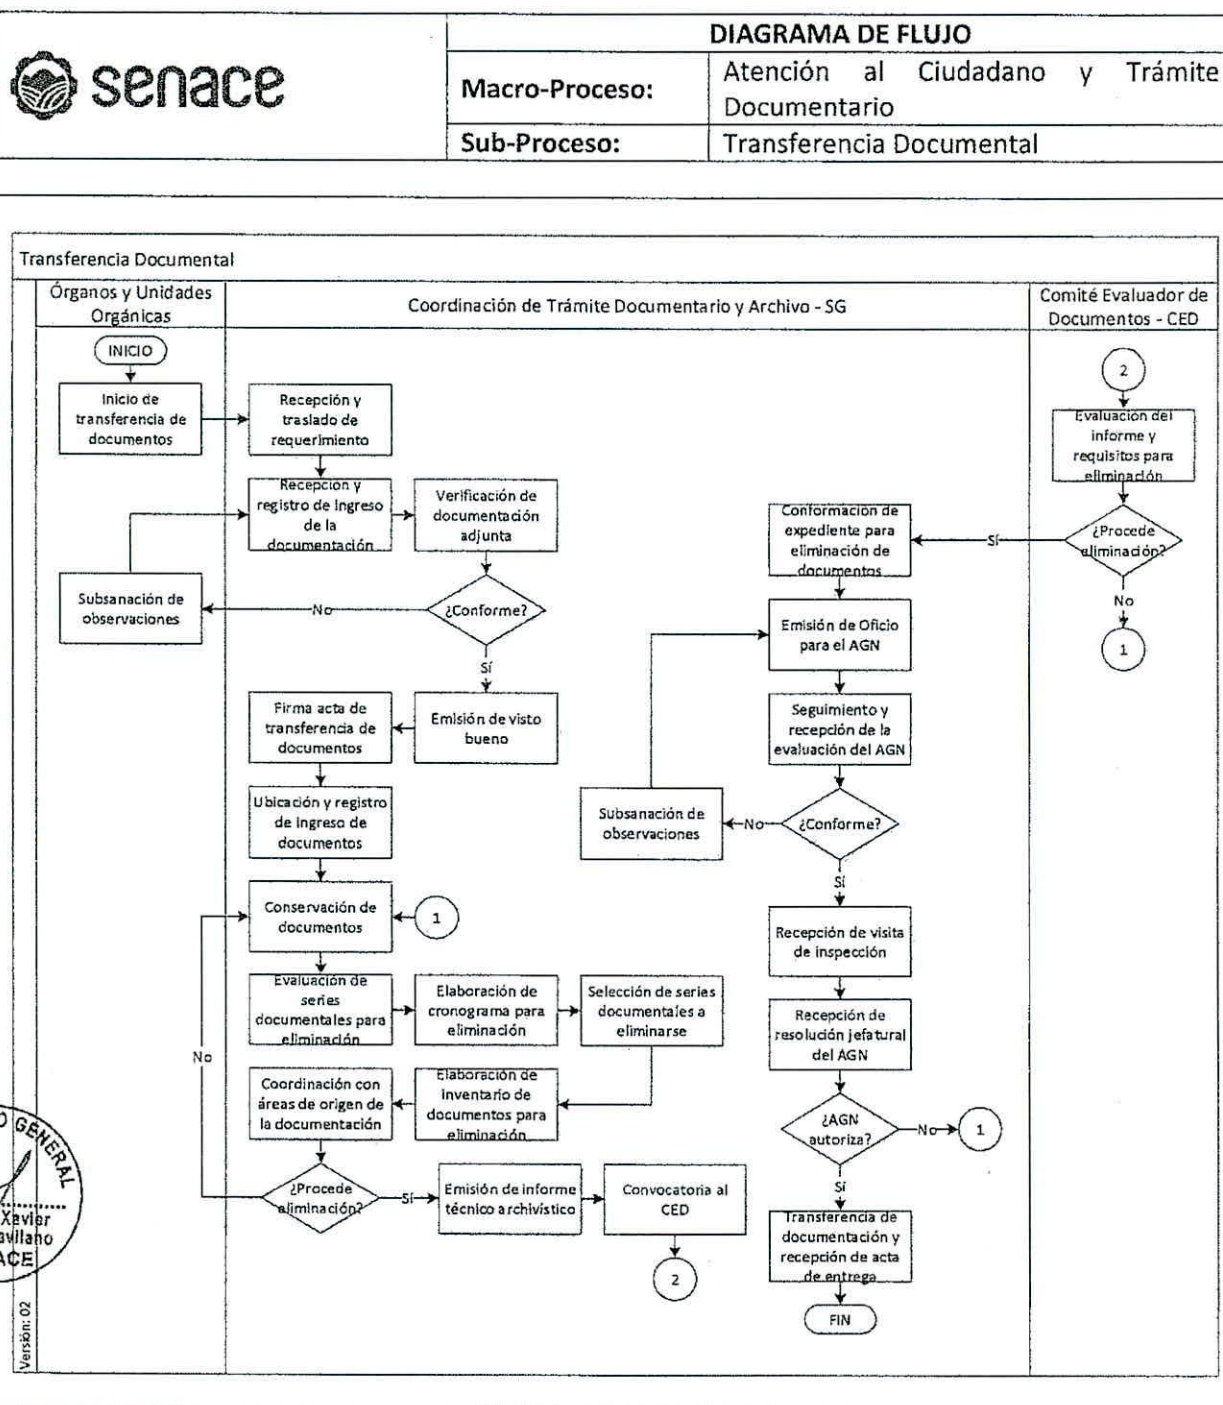 senace
DIAGRAMA DE FLUJO
Macro-Proceso:
Atención al Ciudadano y Trámite
Documentario
Sub-Proceso:
Transferencia Documental
Transferencia Documental
Órganos y Unidades
Orgánicas
Coordinación de Trámite Documentario y Archivo - SG
Comité Evaluador de
Documentos - CED
INICIO
Inicio de
transferencia de
documentos
Recepción y
traslado de
requerimiento
Recepción y
registro de ingreso
de la
documentación
Verificación de
documentación
adjunta
¿Conforme?
No
Subsanación de
observaciones
Sí
Emisión de visto
bueno
Firma acta de
transferencia de
documentos
Ubicación y registro
de ingreso de
documentos
Conservación de
documentos
1
Evaluación de
series
documentales para
eliminación
Elaboración de
cronograma para
eliminación
Selección de series
documentales a
eliminarse
Elaboración de
inventario de
documentos para
eliminación
Coordinación con
áreas de origen de
la documentación
¿Procede
eliminación?
No
Sí
Emisión de informe
técnico archivístico
Convocatoria al
CED
2
2
Evaluación del
informe y
requisitos para
eliminación
¿Procede
eliminación?
No
1
Sí
Conformación de
expediente para
eliminación de
documentos
Emisión de Oficio
para el AGN
Seguimiento y
recepción de la
evaluación del AGN
¿Conforme?
No
Subsanación de
observaciones
Sí
Recepción de visita
de inspección
Recepción de
resolución jefatural
del AGN
¿AGN
autoriza?
No
1
Sí
Transferencia de
documentación y
recepción de acta
de entrega
FIN
GENERAL
Xavier
Versión: 02